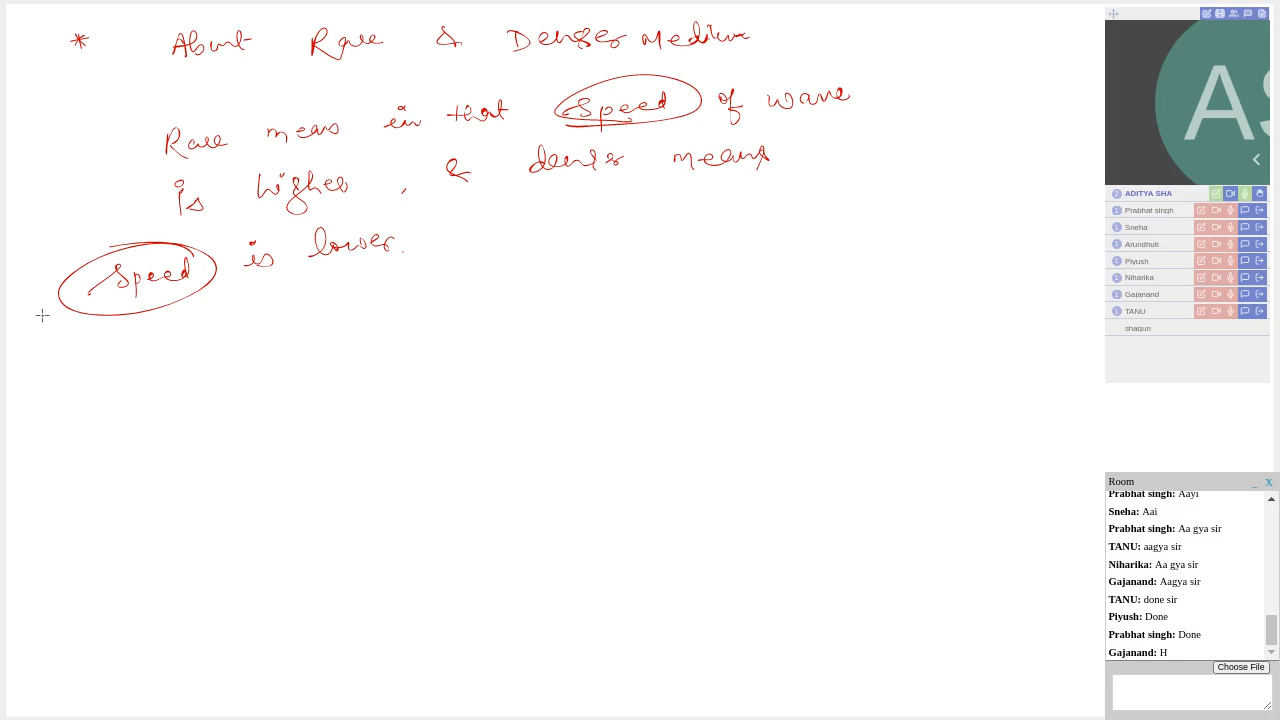 * About Rare & Denser Medium
Rare means in that speed of wave
is higher, & denser means
speed is lower.
AS
ADITYA SHA
Prabhat singh
Sneha
Arundhuti
Piyush
Niharika
Gajanand
TANU
shaqun
Room _ X
Prabhat singh: Aayi
Sneha: Aai
Prabhat singh: Aa gya sir
TANU: aagya sir
Niharika: Aa gya sir
Gajanand: Aagya sir
TANU: done sir
Piyush: Done
Prabhat singh: Done
Gajanand: H
Choose File